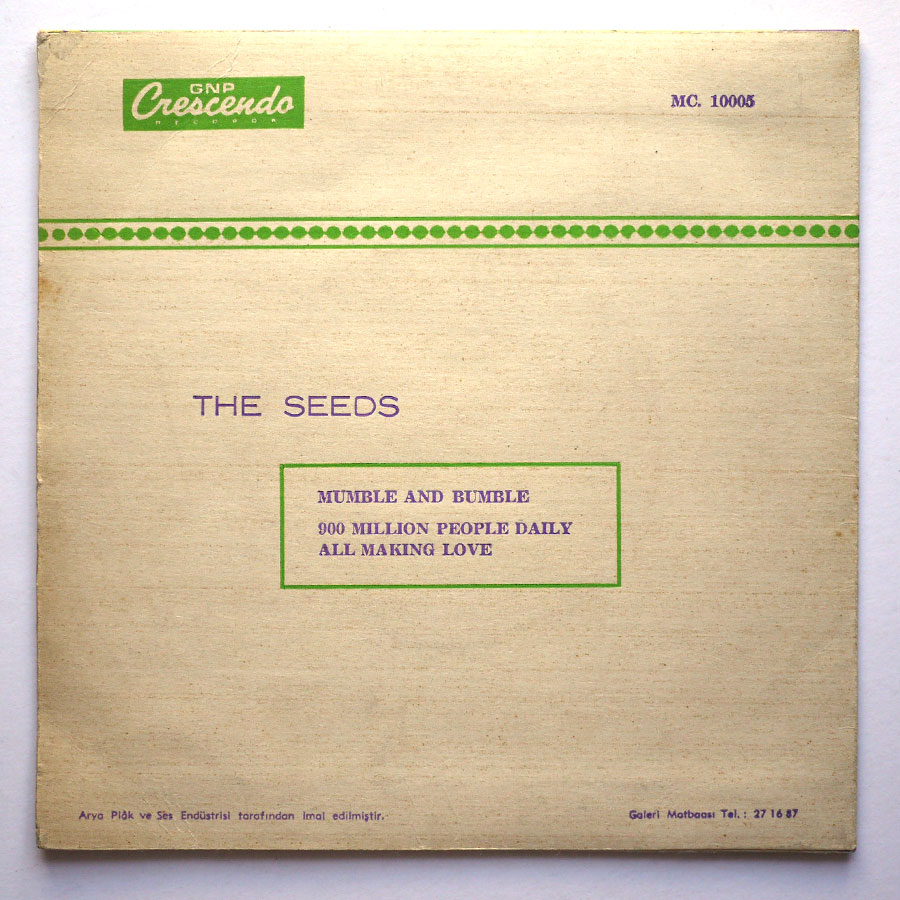 GNP
Crescendo
RECORDS
MC. 10005
THE SEEDS
MUMBLE AND BUMBLE
900 MILLION PEOPLE DAILY
ALL MAKING LOVE
Arya Plâk ve Ses Endüstrisi tarafından imal edilmiştir.
Galeri Matbaası Tel. : 27 16 87